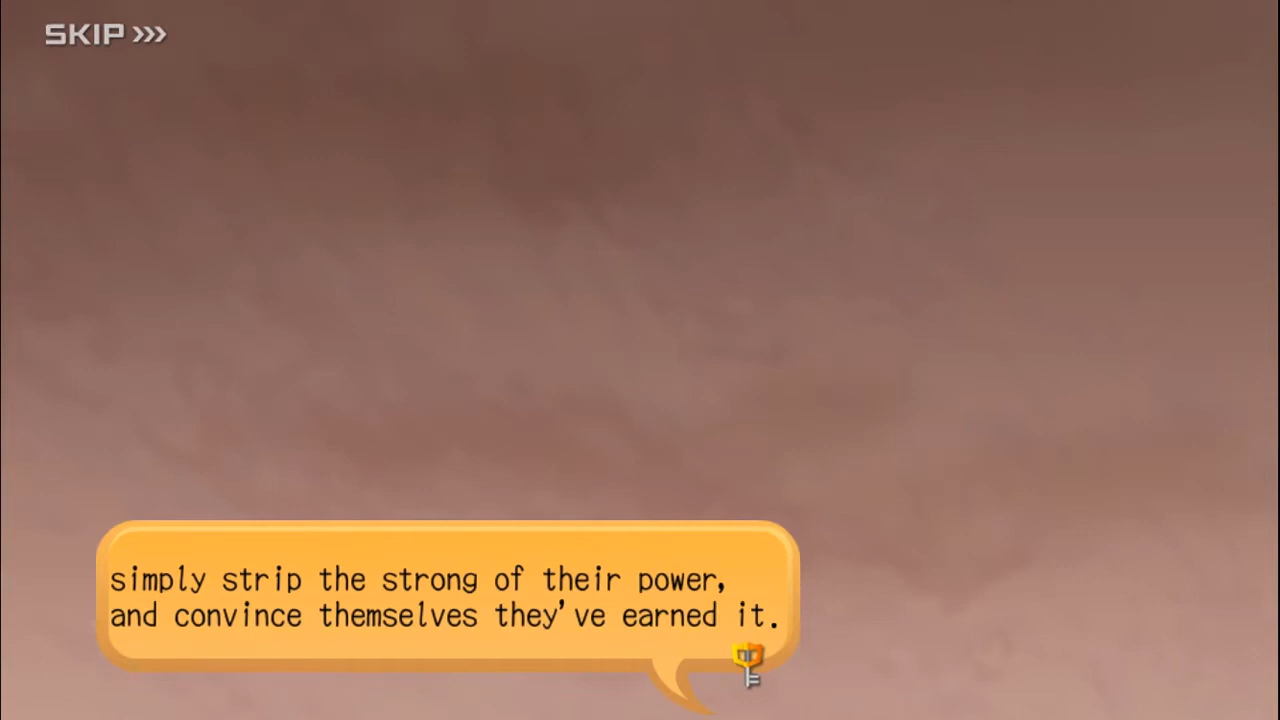 SKIP >>>
simply strip the strong of their power,
and convince themselves they've earned it.